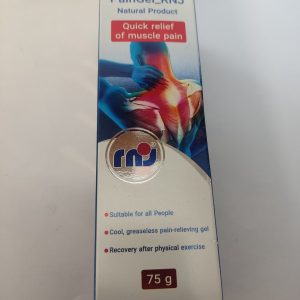 PainGel_RNS
Natural Product
Quick relief
of muscle pain
rns
Suitable for all People
Cool, greaseless pain-relieving gel
Recovery after physical exercise
75 g